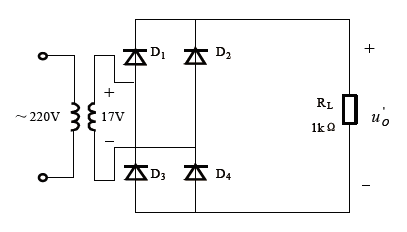 D1 D2 +
+
~220V 17V RL u'o
1kΩ
−
D3 D4 −